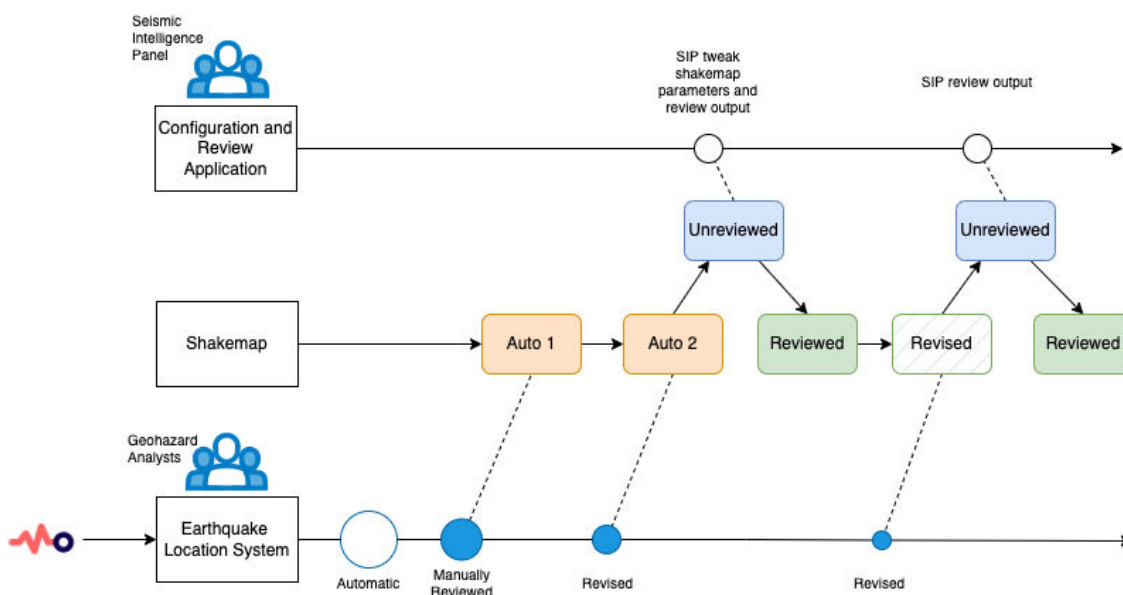 Seismic
Intelligence
Panel
SIP tweak
shakemap
parameters and
review output
SIP review output
Configuration and
Review
Application
Unreviewed
Unreviewed
Shakemap
Auto 1
Auto 2
Reviewed
Revised
Reviewed
Geohazard
Analysts
Earthquake
Location System
Automatic
Manually
Reviewed
Revised
Revised